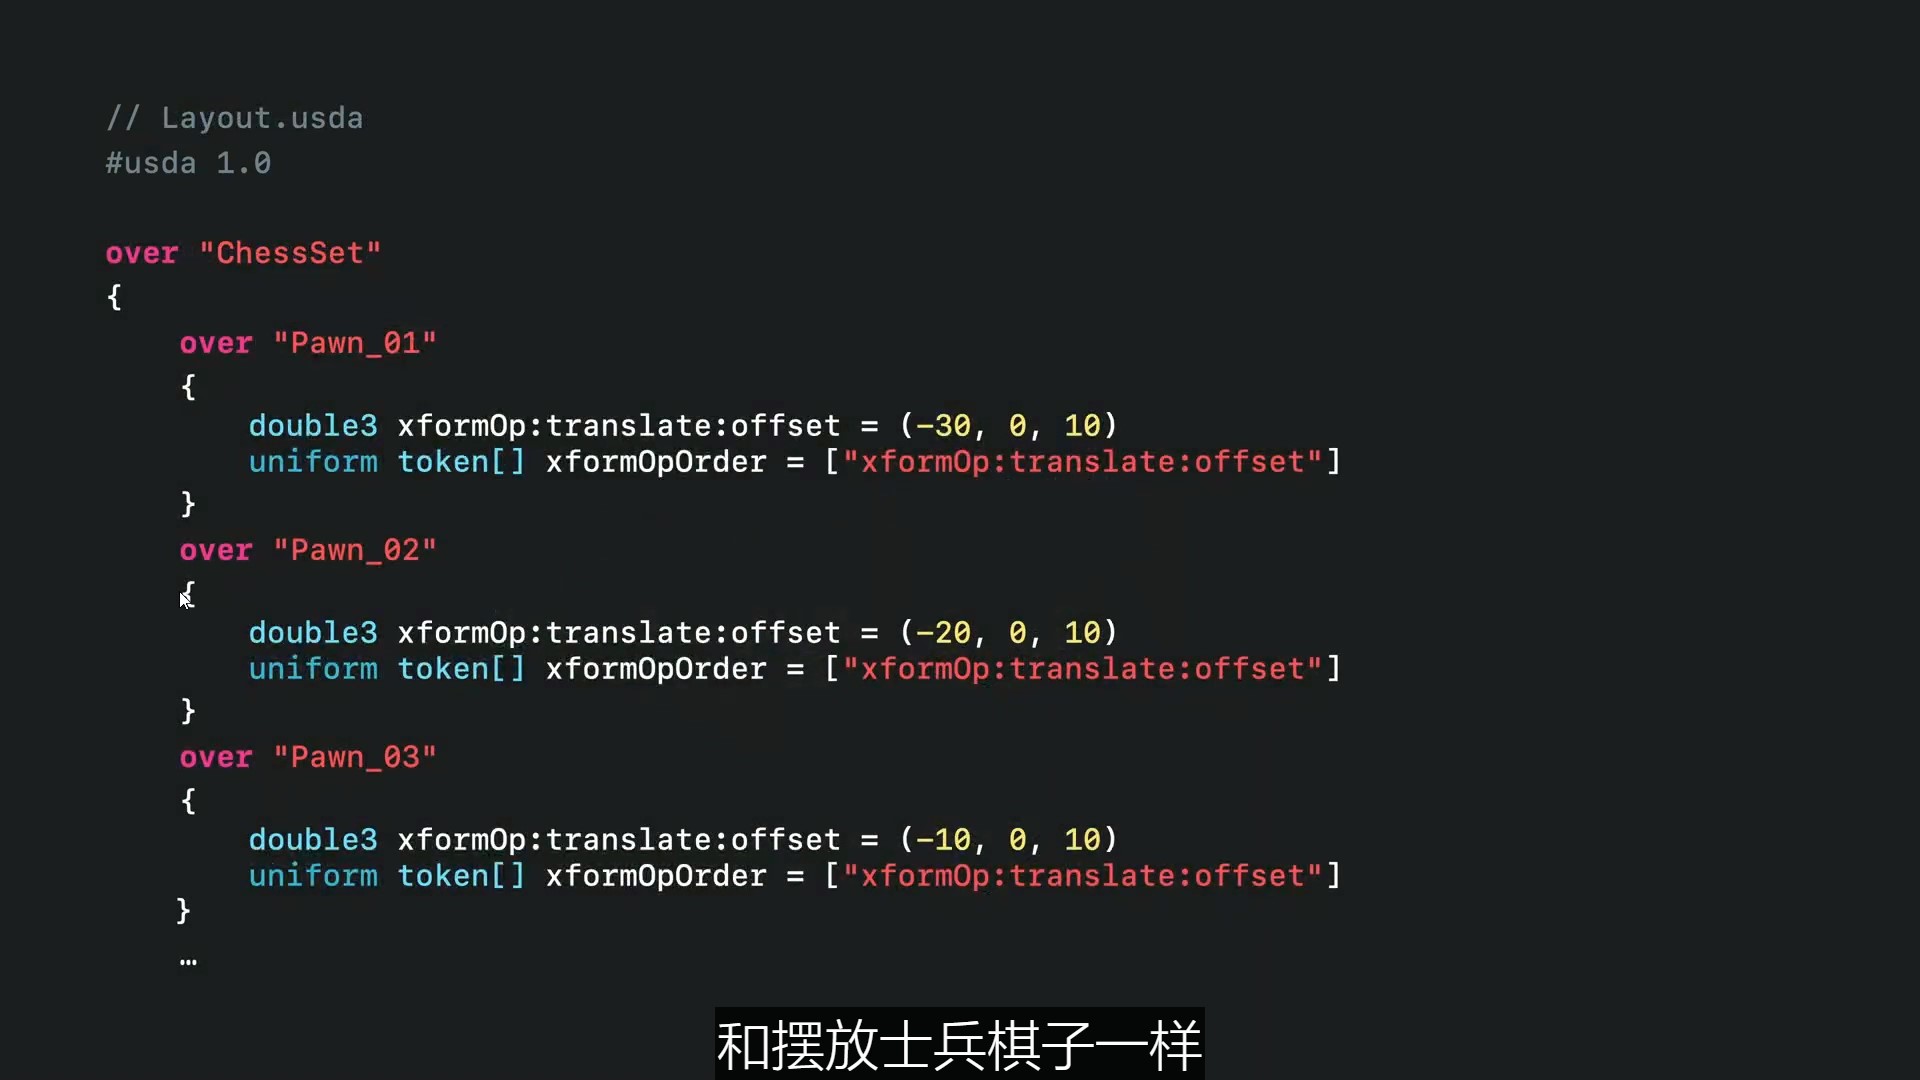 // Layout.usda
#usda 1.0
over "ChessSet"
{
over "Pawn_01"
{
double3 xformOp:translate:offset = (-30, 0, 10)
uniform token[] xformOpOrder = ["xformOp:translate:offset"]
}
over "Pawn_02"
{
double3 xformOp:translate:offset = (-20, 0, 10)
uniform token[] xformOpOrder = ["xformOp:translate:offset"]
}
over "Pawn_03"
{
double3 xformOp:translate:offset = (-10, 0, 10)
uniform token[] xformOpOrder = ["xformOp:translate:offset"]
}
…
和摆放士兵棋子一样